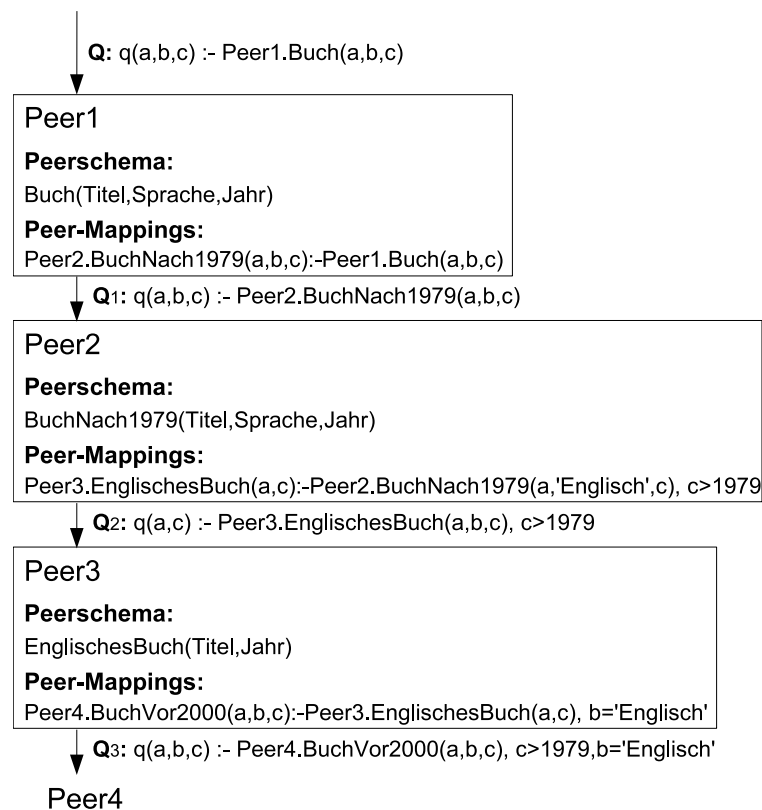 Q: q(a,b,c) :- Peer1.Buch(a,b,c)
Peer1
Peerschema:
Buch(Titel,Sprache,Jahr)
Peer-Mappings:
Peer2.BuchNach1979(a,b,c):-Peer1.Buch(a,b,c)
Q1: q(a,b,c) :- Peer2.BuchNach1979(a,b,c)
Peer2
Peerschema:
BuchNach1979(Titel,Sprache,Jahr)
Peer-Mappings:
Peer3.EnglischesBuch(a,c):-Peer2.BuchNach1979(a,'Englisch',c), c>1979
Q2: q(a,c) :- Peer3.EnglischesBuch(a,b,c), c>1979
Peer3
Peerschema:
EnglischesBuch(Titel,Jahr)
Peer-Mappings:
Peer4.BuchVor2000(a,b,c):-Peer3.EnglischesBuch(a,c), b='Englisch'
Q3: q(a,b,c) :- Peer4.BuchVor2000(a,b,c), c>1979,b='Englisch'
Peer4